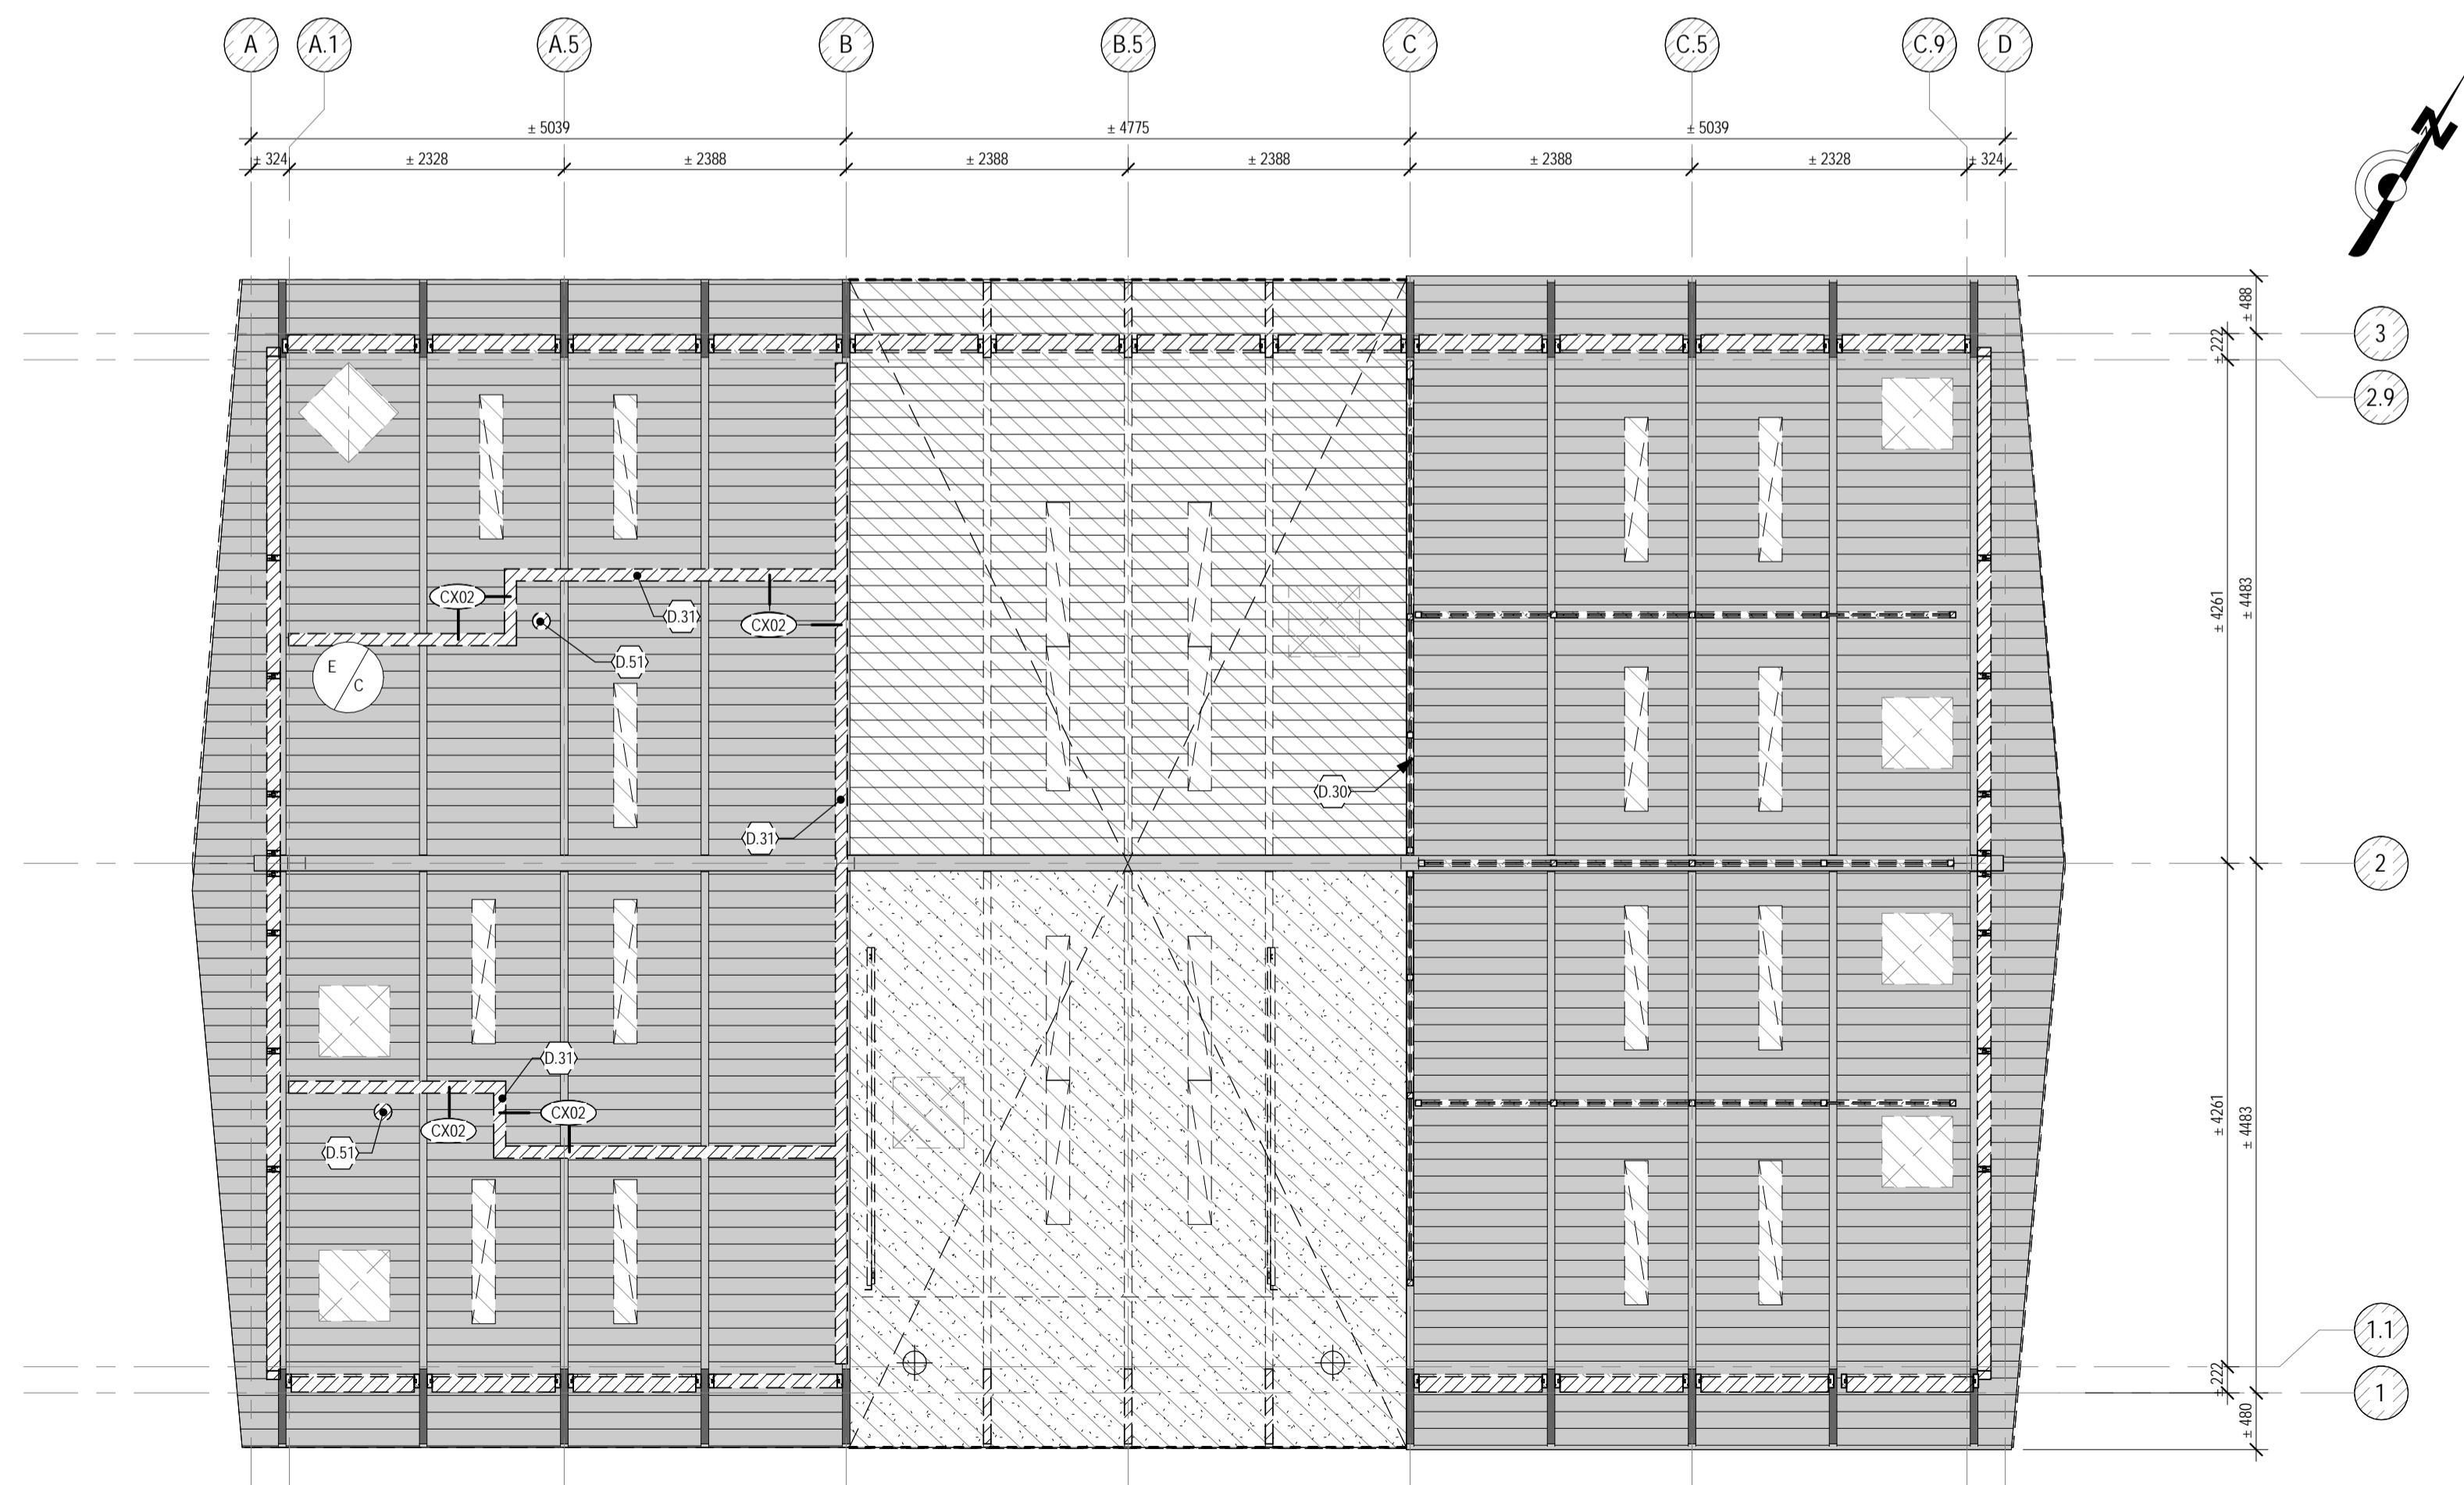 A A.1 A.5 B B.5 C C.5 C.9 D
± 5039 ± 4775 ± 5039
± 324 ± 2328 ± 2388 ± 2388 ± 2388 ± 2388 ± 2328 ± 324
N
± 488
3
± 222
2.9
CX02
D.31
CX02
± 4261 ± 4483
D.51
E
C
D.30
D.31
2
D.31
CX02
CX02
± 4261 ± 4483
D.51
1.1
± 222
1
± 480